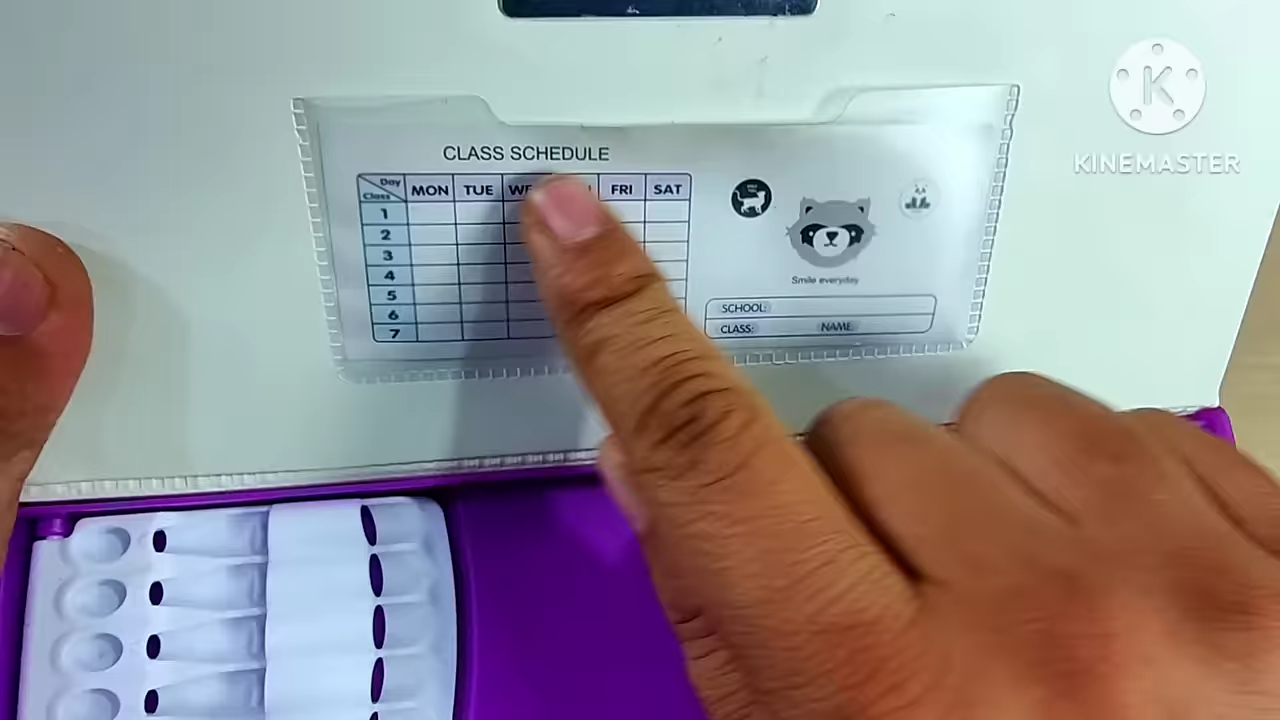 CLASS SCHEDULE
Day
Class
MON TUE WE FRI SAT
1
2
3
4
5
6
7
Smile everyday
SCHOOL:
CLASS: NAME
K
KINEMASTER